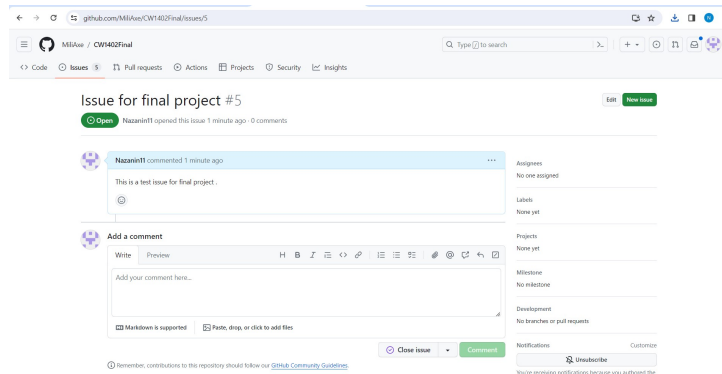 github.com/MiliAxe/CW1402Final/issues/5
N
MiliAxe / CW1402Final
Type / to search
Code Issues 5 Pull requests Actions Projects Security Insights
Issue for final project #5
Edit New issue
Open Nazanin11 opened this issue 1 minute ago · 0 comments
Nazanin11 commented 1 minute ago
This is a test issue for final project .
Add a comment
Write Preview
H B I
Add your comment here...
Markdown is supported Paste, drop, or click to add files
Close issue Comment
Remember, contributions to this repository should follow our GitHub Community Guidelines.
Assignees
No one assigned
Labels
None yet
Projects
None yet
Milestone
No milestone
Development
No branches or pull requests
Notifications Customize
Unsubscribe
You're receiving notifications because you authored the